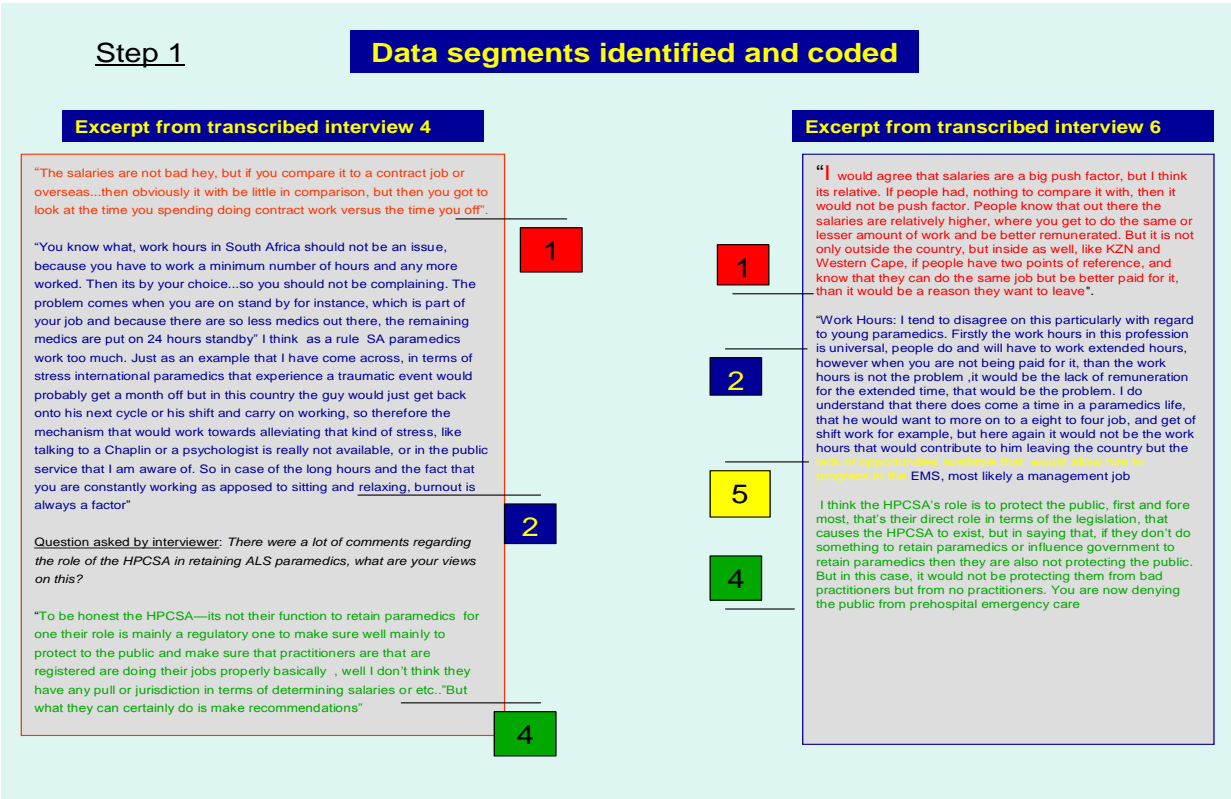 Step 1
Data segments identified and coded
Excerpt from transcribed interview 4
“The salaries are not bad hey, but if you compare it to a contract job or
overseas...then obviously it with be little in comparison, but then you got to
look at the time you spending doing contract work versus the time you off”.
1
“You know what, work hours in South Africa should not be an issue,
because you have to work a minimum number of hours and any more
worked. Then its by your choice...so you should not be complaining. The
problem comes when you are on stand by for instance, which is part of
your job and because there are so less medics out there, the remaining
medics are put on 24 hours standby” I think as a rule SA paramedics
work too much. Just as an example that I have come across, in terms of
stress international paramedics that experience a traumatic event would
probably get a month off but in this country the guy would just get back
onto his next cycle or his shift and carry on working, so therefore the
mechanism that would work towards alleviating that kind of stress, like
talking to a Chaplin or a psychologist is really not available, or in the public
service that I am aware of. So in case of the long hours and the fact that
you are constantly working as apposed to sitting and relaxing, burnout is
always a factor”
2
Question asked by interviewer: There were a lot of comments regarding
the role of the HPCSA in retaining ALS paramedics, what are your views
on this?
“To be honest the HPCSA—its not their function to retain paramedics for
one their role is mainly a regulatory one to make sure well mainly to
protect to the public and make sure that practitioners are that are
registered are doing their jobs properly basically , well I don’t think they
have any pull or jurisdiction in terms of determining salaries or etc..”But
what they can certainly do is make recommendations”
4
Excerpt from transcribed interview 6
“I would agree that salaries are a big push factor, but I think
its relative. If people had, nothing to compare it with, then it
would not be push factor. People know that out there the
salaries are relatively higher, where you get to do the same or
lesser amount of work and be better remunerated. But it is not
only outside the country, but inside as well, like KZN and
Western Cape, if people have two points of reference, and
know that they can do the same job but be better paid for it,
than it would be a reason they want to leave”.
1
“Work Hours: I tend to disagree on this particularly with regard
to young paramedics. Firstly the work hours in this profession
is universal, people do and will have to work extended hours,
however when you are not being paid for it, than the work
hours is not the problem ,it would be the lack of remuneration
for the extended time, that would be the problem. I do
understand that there does come a time in a paramedics life,
that he would want to more on to a eight to four job, and get of
shift work for example, but here again it would not be the work
hours that would contribute to him leaving the country but the
lack of opportunities available that would allow him to
progress in the EMS, most likely a management job
2
5
I think the HPCSA’s role is to protect the public, first and fore
most, that’s their direct role in terms of the legislation, that
causes the HPCSA to exist, but in saying that, if they don’t do
something to retain paramedics or influence government to
retain paramedics then they are also not protecting the public.
But in this case, it would not be protecting them from bad
practitioners but from no practitioners. You are now denying
the public from prehospital emergency care
4